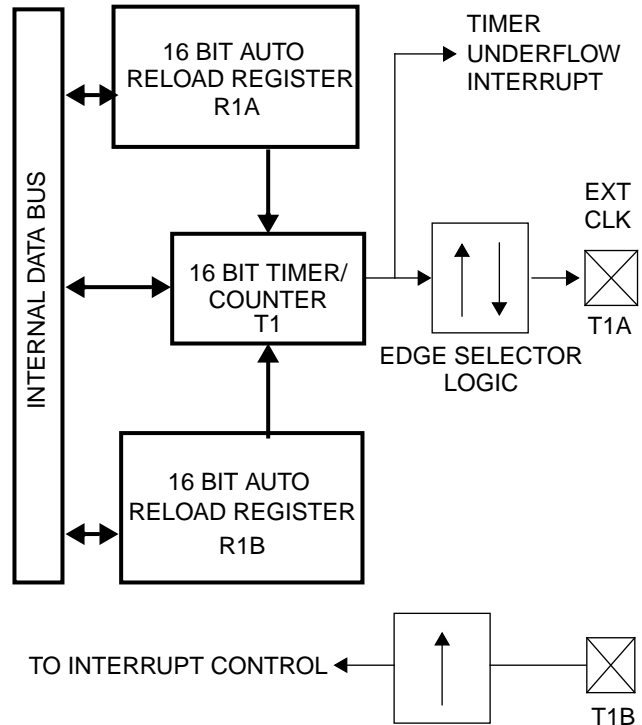 INTERNAL DATA BUS
16 BIT AUTO
RELOAD REGISTER
R1A
TIMER
UNDERFLOW
INTERRUPT
16 BIT TIMER/
COUNTER
T1
EXT
CLK
T1A
EDGE SELECTOR
LOGIC
16 BIT AUTO
RELOAD REGISTER
R1B
TO INTERRUPT CONTROL
T1B